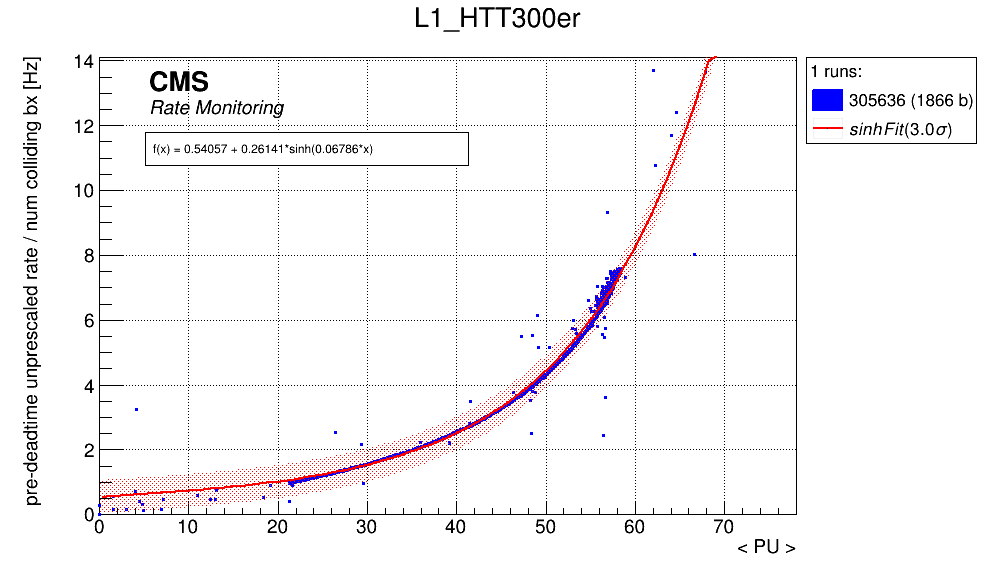 L1_HTT300er
pre-deadtime unprescaled rate / num colliding bx [Hz]
CMS
Rate Monitoring
f(x) = 0.54057 + 0.26141*sinh(0.06786*x)
1 runs:
305636 (1866 b)
sinhFit(3.0σ)
14
12
10
8
6
4
2
0
0 10 20 30 40 50 60 70
< PU >